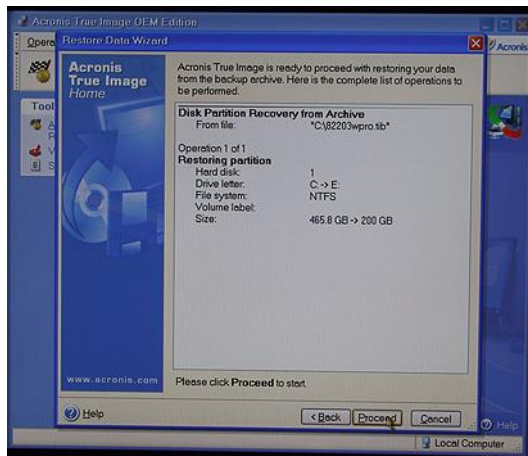 Acronis True Image OEM Edition
Opera
Acronis
Tool
Restore Data Wizard
Acronis
True Image
Home
Acronis True Image is ready to proceed with restoring your data
from the backup archive. Here is the complete list of operations to
be performed.
Disk Partition Recovery from Archive
From file: "C:\82203wpro.tib"
Operation 1 of 1
Restoring partition
Hard disk: 1
Drive letter: C: -> E:
File system: NTFS
Volume label:
Size: 465.8 GB -> 200 GB
www.acronis.com
Please click Proceed to start.
Help
< Back
Proceed
Cancel
Help
Local Computer